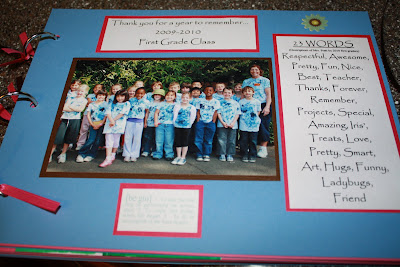 Thank you for a year to remember...
2009-2010
First Grade Class
23 WORDS
Respectful, Awesome,
Pretty, Fun, Nice,
Best, Teacher,
Thanks, Forever,
Remember,
Projects, Special,
Amazing, Iris',
Treats, Love,
Pretty, Smart,
Art, Hugs, Funny,
Ladybugs,
Friend